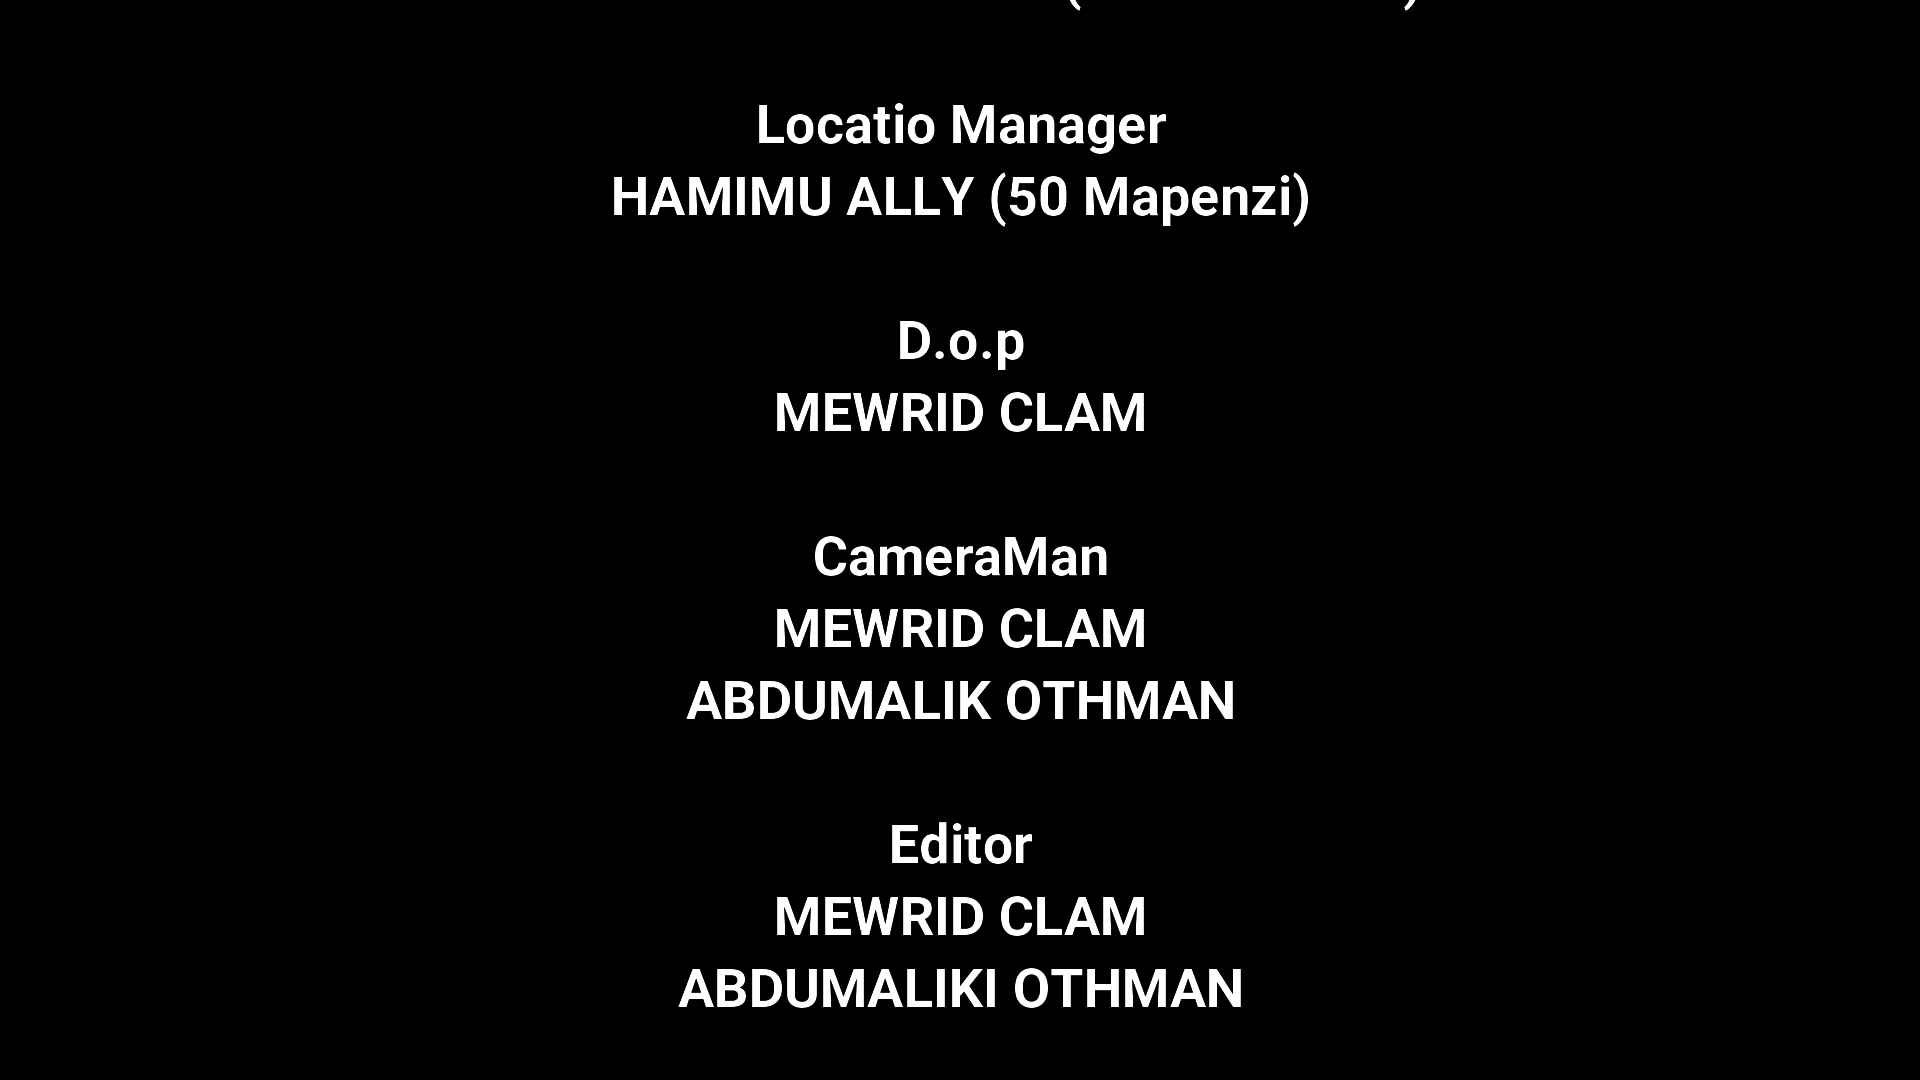 Locatio Manager
HAMIMU ALLY (50 Mapenzi)
D.o.p
MEWRID CLAM
CameraMan
MEWRID CLAM
ABDUMALIK OTHMAN
Editor
MEWRID CLAM
ABDUMALIKI OTHMAN